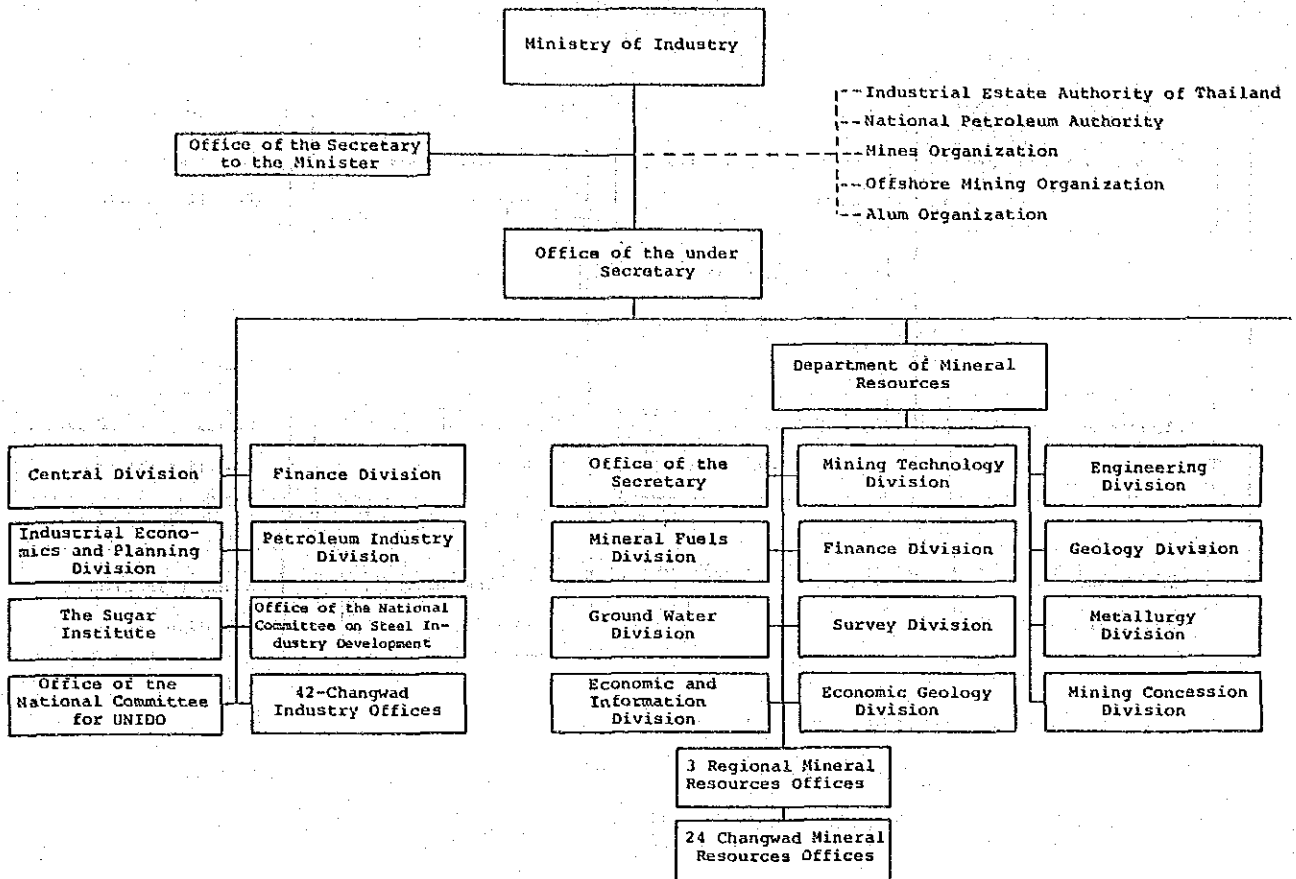 Ministry of Industry
Industrial Estate Authority of Thailand
National Petroleum Authority
Office of the Secretary
to the Minister
Mines Organization
Offshore Mining Organization
Alum Organization
Office of the under
Secretary
Department of Mineral
Resources
Central Division
Finance Division
Office of the
Secretary
Mining Technology
Division
Engineering
Division
Industrial Econo-
mics and Planning
Division
Petroleum Industry
Division
Mineral Fuels
Division
Finance Division
Geology Division
The Sugar
Institute
Office of the National
Committee on Steel In-
dustry Development
Ground Water
Division
Survey Division
Metallurgy
Division
Office of the
National Committee
for UNIDO
42-Changwad
Industry Offices
Economic and
Information
Division
Economic Geology
Division
Mining Concession
Division
3 Regional Mineral
Resources Offices
24 Changwad Mineral
Resources Offices